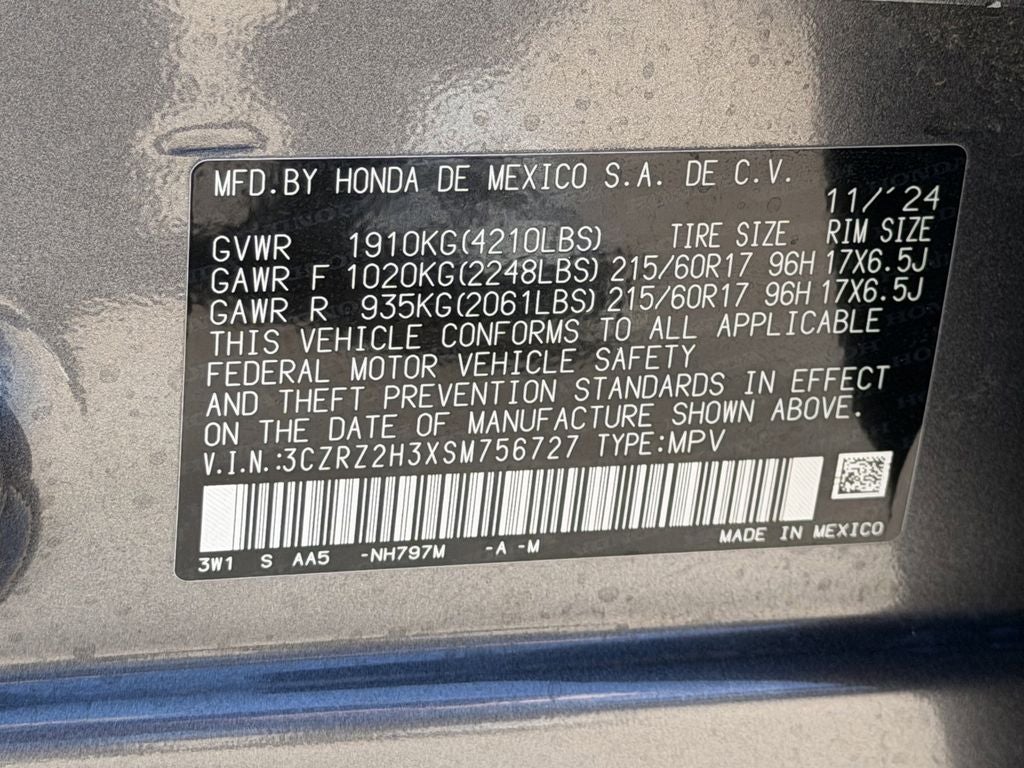 MFD.BY HONDA DE MEXICO S.A. DE C.V.
11/'24
GVWR 1910KG(4210LBS) TIRE SIZE RIM SIZE
GAWR F 1020KG(2248LBS) 215/60R17 96H 17X6.5J
GAWR R 935KG(2061LBS) 215/60R17 96H 17X6.5J
THIS VEHICLE CONFORMS TO ALL APPLICABLE
FEDERAL MOTOR VEHICLE SAFETY
AND THEFT PREVENTION STANDARDS IN EFFECT
ON THE DATE OF MANUFACTURE SHOWN ABOVE.
V.I.N.:3CZRZ2H3XSM756727 TYPE:MPV
MADE IN MEXICO
3W1 S AA5 -NH797M -A -M